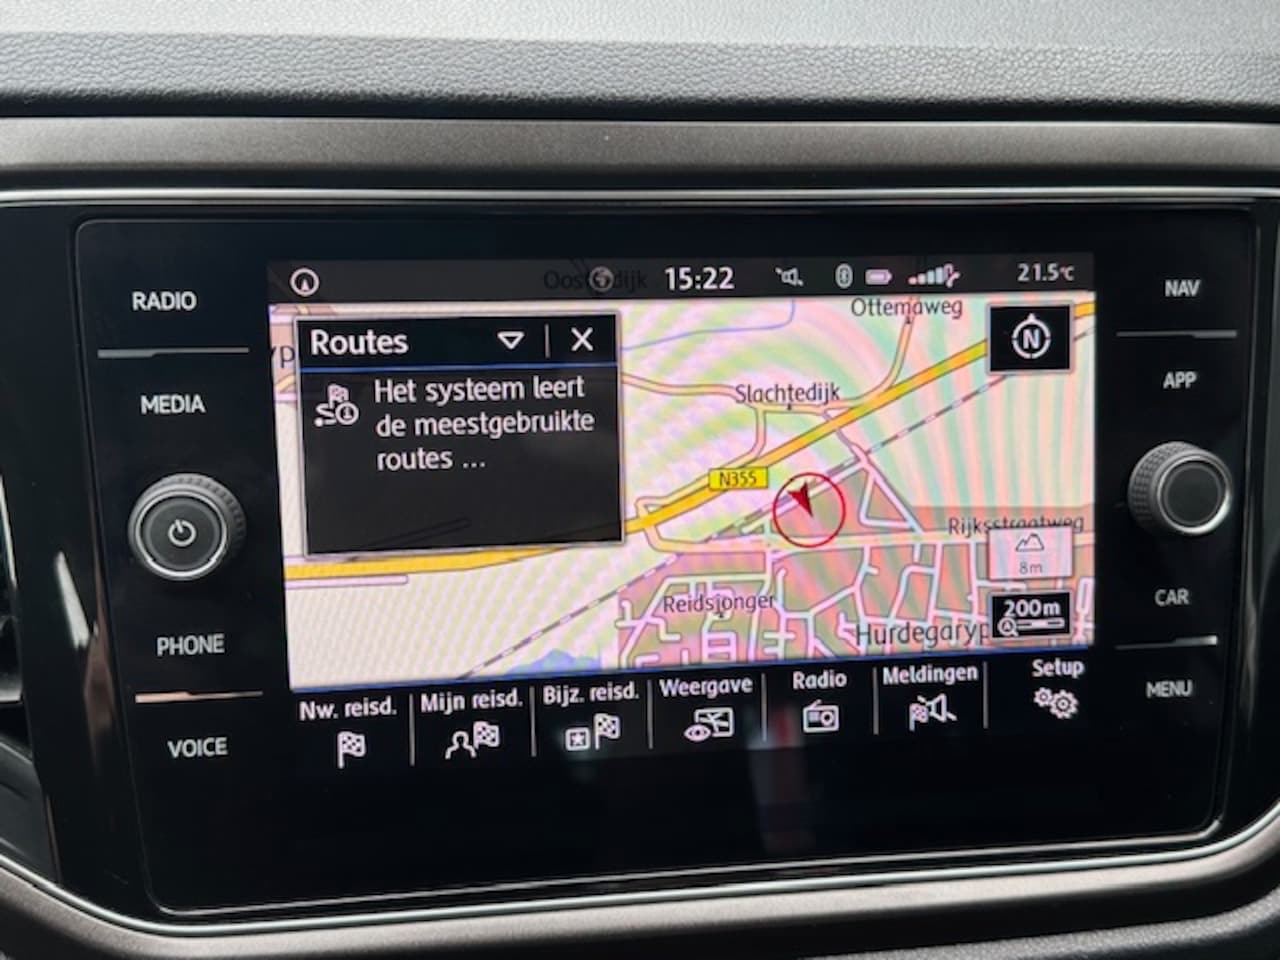 RADIO
MEDIA
PHONE
VOICE
15:22
21.5°C
Routes
Het systeem leert
de meestgebruikte
routes ...
Ottemaweg
Slachtedijk
N355
N
Rijksstraatweg
8m
200m
Reidsjonger
Hurdegaryp
Nw. reisd.
Mijn reisd.
Bijz. reisd.
Weergave
Radio
Meldingen
Setup
NAV
APP
CAR
MENU